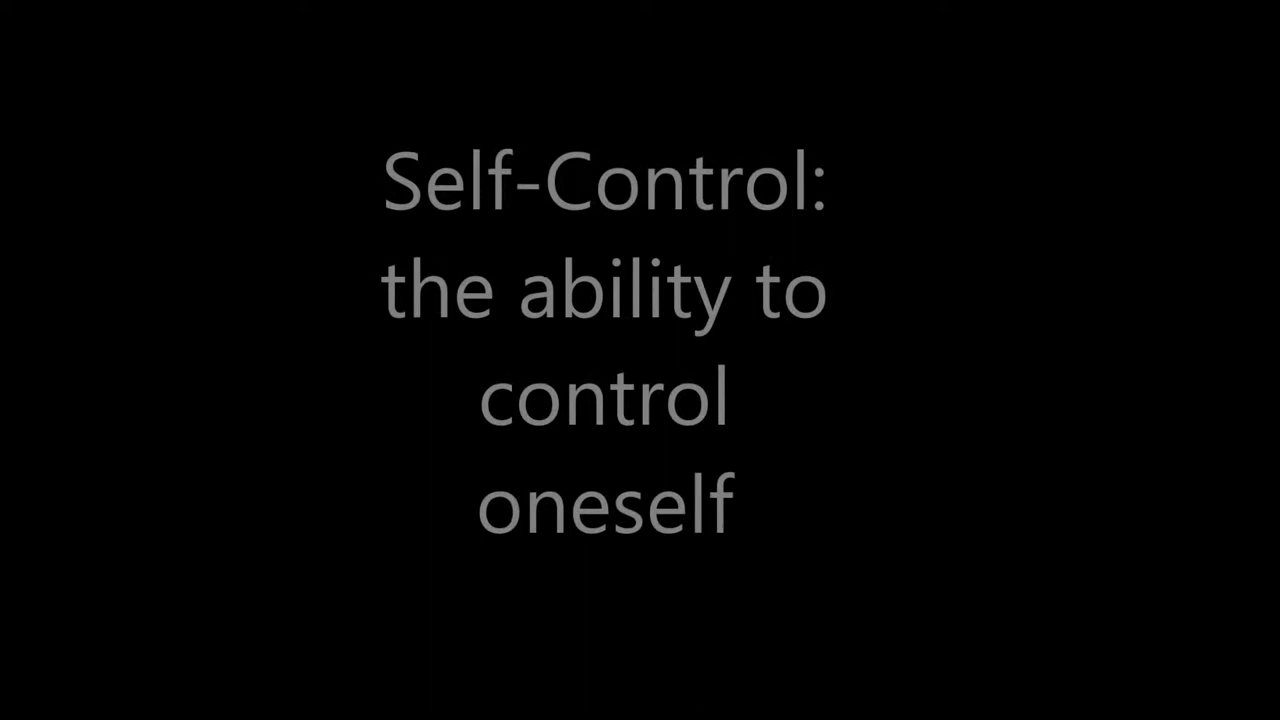 Self-Control:
the ability to
control
oneself